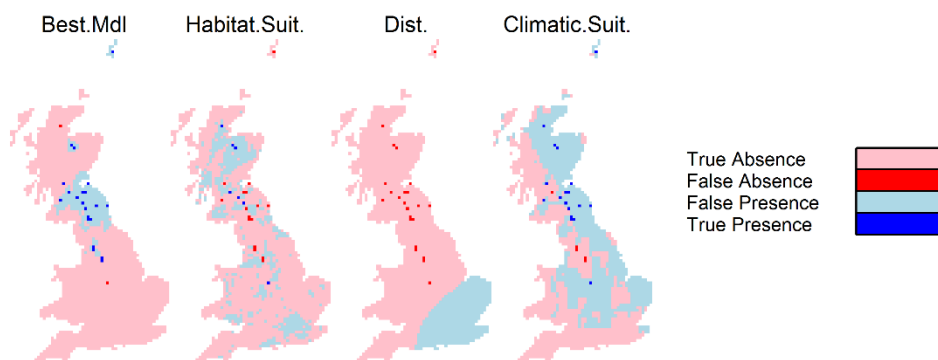 Best.Mdl Habitat.Suit. Dist. Climatic.Suit.
True Absence
False Absence
False Presence
True Presence